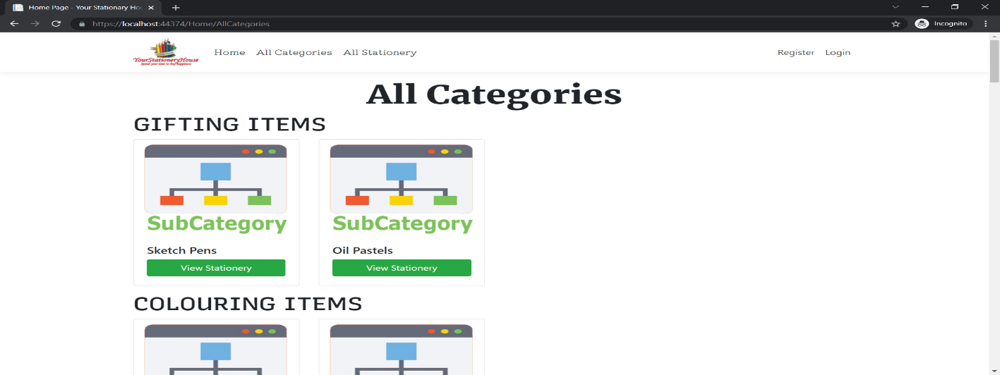 Home Page - Your Stationary Hou
https://localhost:44374/Home/AllCategories
Incognito
YourStationeryHouse
Spend your time to buy happiness
Home All Categories All Stationery Register Login
All Categories
GIFTING ITEMS
SubCategory SubCategory
Sketch Pens Oil Pastels
View Stationery View Stationery
COLOURING ITEMS